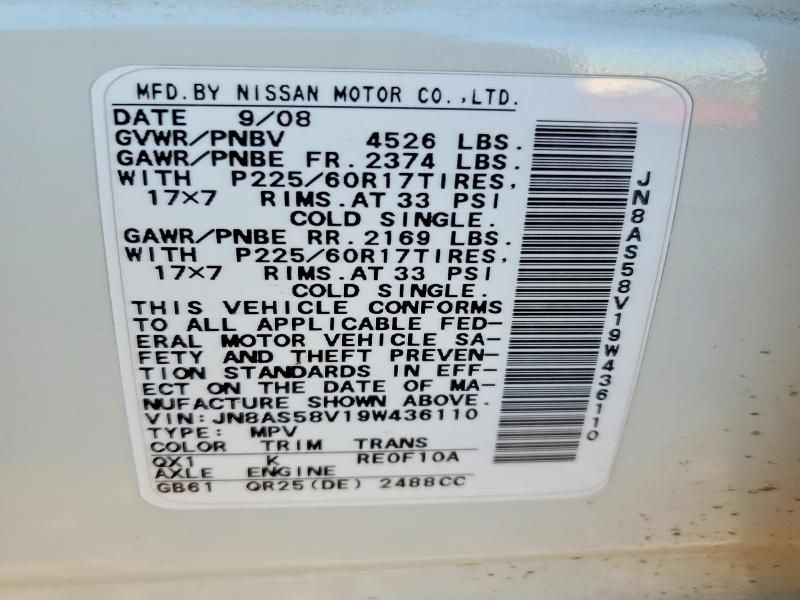 MFD.BY NISSAN MOTOR CO.,LTD.
DATE 9/08
GVWR/PNBV 4526 LBS.
GAWR/PNBE FR. 2374 LBS.
WITH P225/60R17TIRES,
17×7 RIMS.AT 33 PSI
COLD SINGLE.
GAWR/PNBE RR. 2169 LBS.
WITH P225/60R17TIRES,
17×7 RIMS.AT 33 PSI
COLD SINGLE.
THIS VEHICLE CONFORMS
TO ALL APPLICABLE FED-
ERAL MOTOR VEHICLE SA-
FETY AND THEFT PREVEN-
TION STANDARDS IN EFF-
ECT ON THE DATE OF MA-
NUFACTURE SHOWN ABOVE.
VIN:JN8AS58V19W436110
TYPE: MPV
COLOR TRIM TRANS
QX1 K RE0F10A
AXLE ENGINE
GB61 QR25(DE) 2488CC
JN8AS58V19W436110